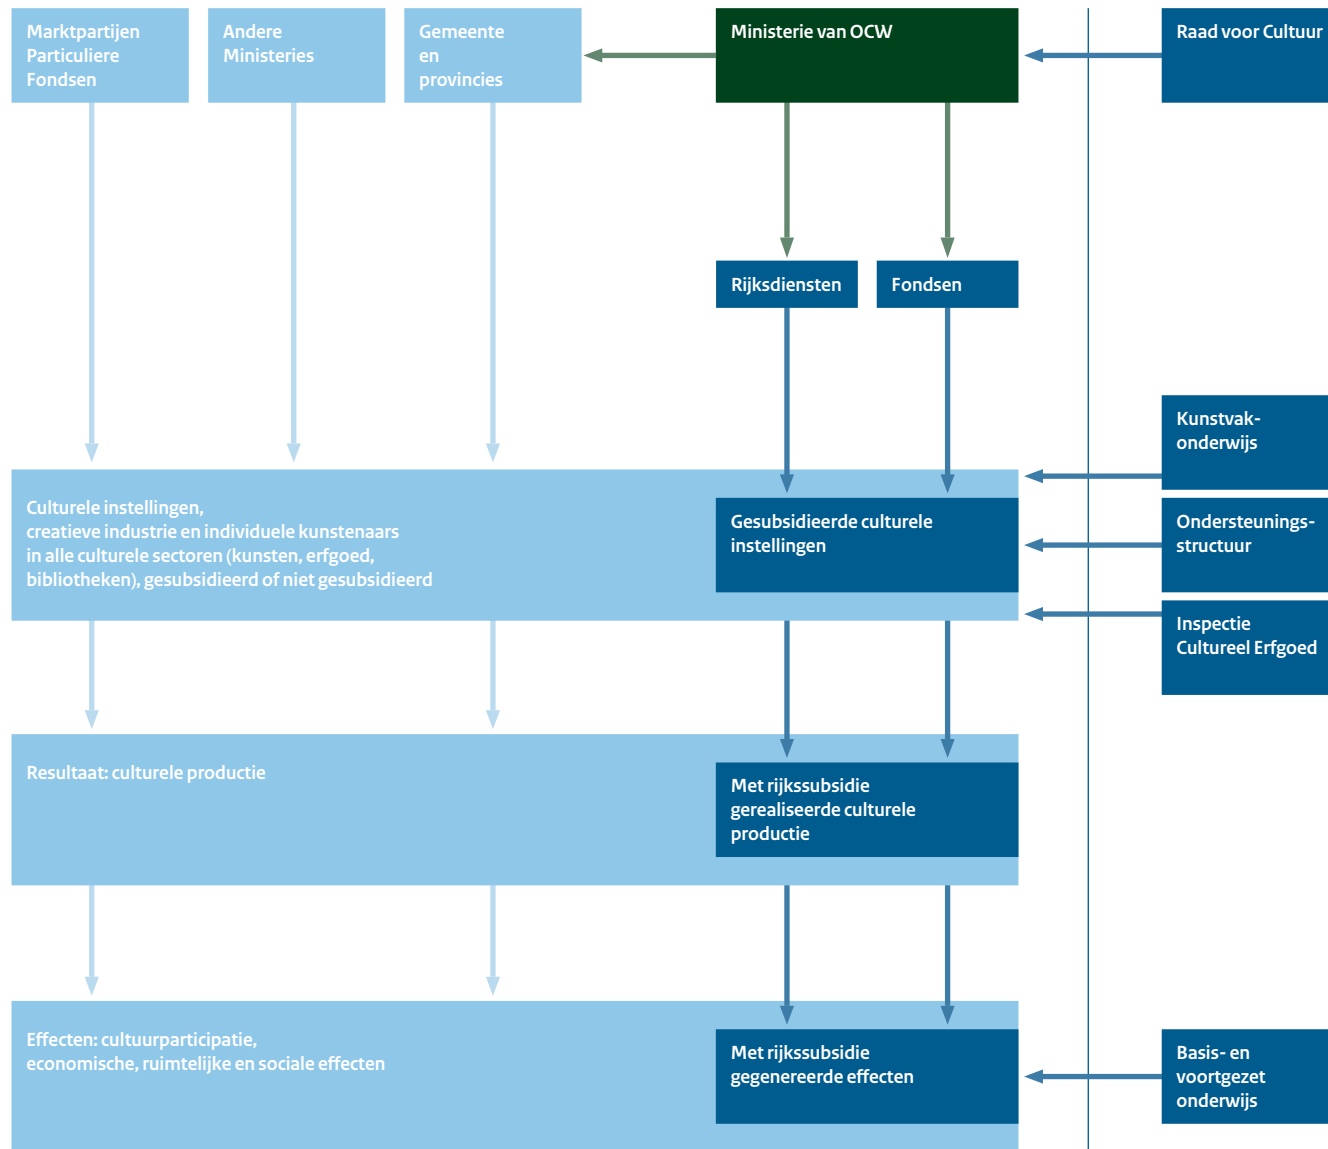 Marktpartijen
Particuliere
Fondsen
Andere
Ministeries
Gemeente
en
provincies
Ministerie van OCW
Raad voor Cultuur
Rijksdiensten
Fondsen
Kunstvak-
onderwijs
Culturele instellingen,
creatieve industrie en individuele kunstenaars
in alle culturele sectoren (kunsten, erfgoed,
bibliotheken), gesubsidieerd of niet gesubsidieerd
Gesubsidieerde culturele
instellingen
Ondersteunings-
structuur
Inspectie
Cultureel Erfgoed
Resultaat: culturele productie
Met rijkssubsidie
gerealiseerde culturele
productie
Effecten: cultuurparticipatie,
economische, ruimtelijke en sociale effecten
Met rijkssubsidie
gegenereerde effecten
Basis- en
voortgezet
onderwijs